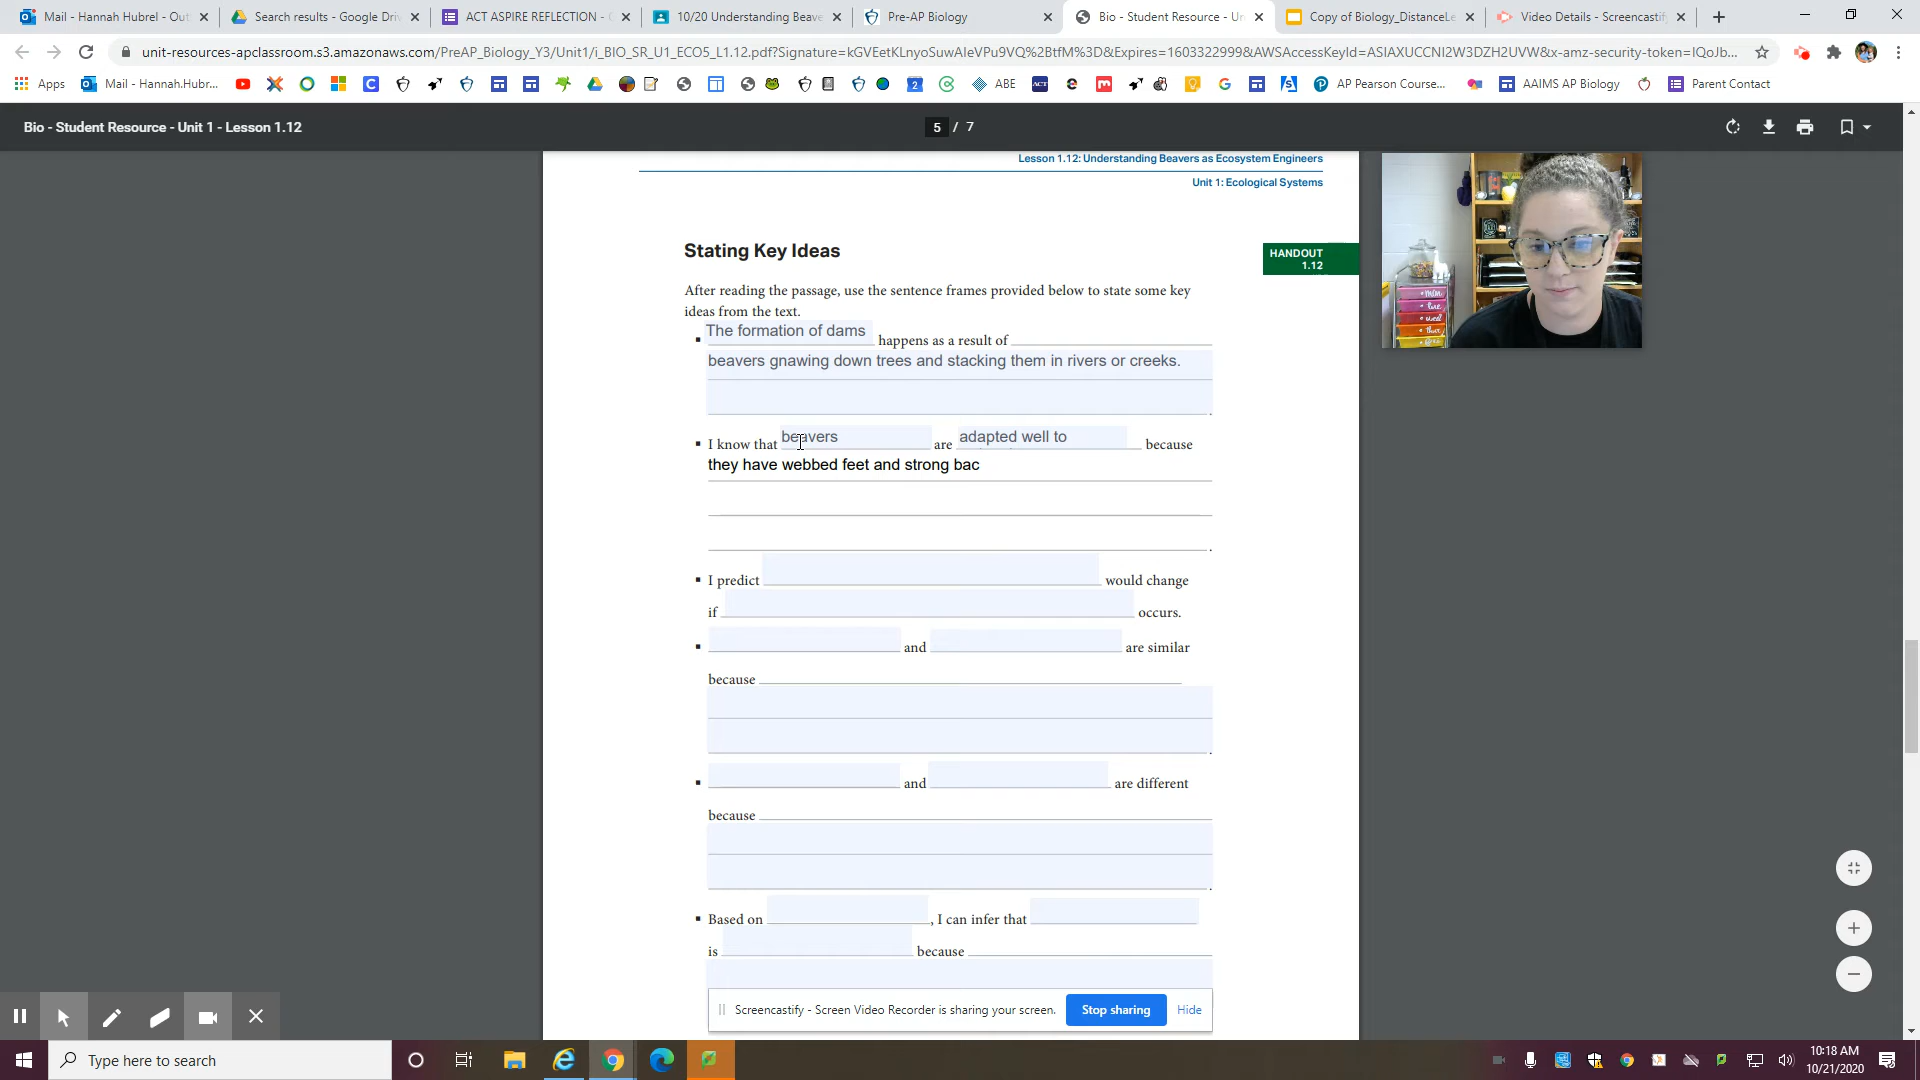 Mail - Hannah Hubrel - Out
Search results - Google Driv
ACT ASPIRE REFLECTION - G
10/20 Understanding Beave
Pre-AP Biology
Bio - Student Resource - Un
Copy of Biology_DistanceLe
Video Details - Screencastify
unit-resources-apclassroom.s3.amazonaws.com/PreAP_Biology_Y3/Unit1/i_BIO_SR_U1_ECO5_L1.12.pdf?Signature=kGVEetKLnyoSuwAIeVPu9VQ%2BtfM%3D&Expires=1603322999&AWSAccessKeyId=ASIAXUCCNI2W3DZH2UVW&x-amz-security-token=IQoJb...
Apps
Mail - Hannah.Hubr...
ABE
AP Pearson Course...
AAIMS AP Biology
Parent Contact
Bio - Student Resource - Unit 1 - Lesson 1.12
5 / 7
Lesson 1.12: Understanding Beavers as Ecosystem Engineers
Unit 1: Ecological Systems
Stating Key Ideas
HANDOUT
1.12
After reading the passage, use the sentence frames provided below to state some key
ideas from the text.
The formation of dams happens as a result of
beavers gnawing down trees and stacking them in rivers or creeks.
.
I know that beavers are adapted well to because
they have webbed feet and strong bac
.
I predict would change
if occurs.
and are similar
because
.
and are different
because
.
Based on , I can infer that
is because
Screencastify - Screen Video Recorder is sharing your screen.
Stop sharing
Hide
Type here to search
10:18 AM
10/21/2020